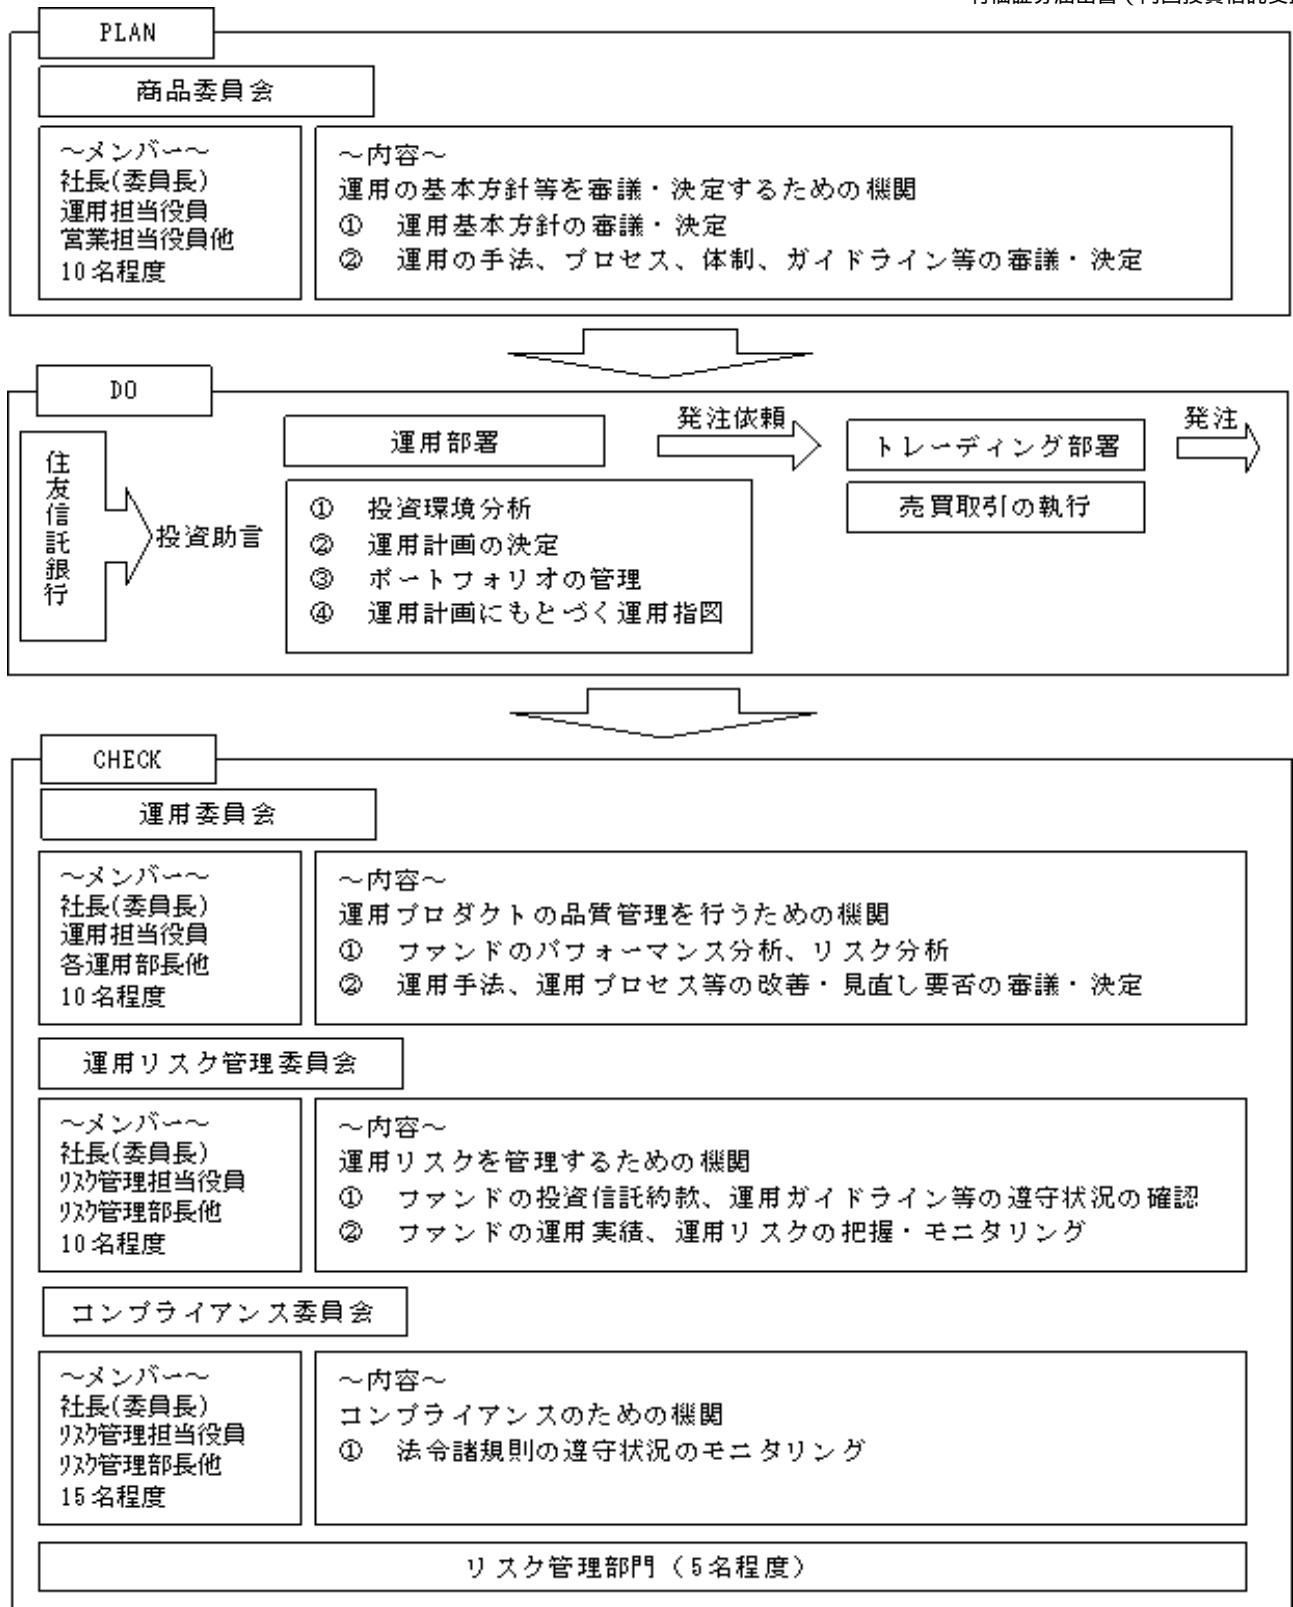 PLAN
商品委員会
～メンバー～
社長(委員長)
運用担当役員
営業担当役員他
10名程度
～内容～
運用の基本方針等を審議・決定するための機関
① 運用基本方針の審議・決定
② 運用の手法、プロセス、体制、ガイドライン等の審議・決定
DO
住友信託銀行
投資助言
運用部署
① 投資環境分析
② 運用計画の決定
③ ポートフォリオの管理
④ 運用計画にもとづく運用指図
発注依頼
トレーディング部署
売買取引の執行
発注
CHECK
運用委員会
～メンバー～
社長(委員長)
運用担当役員
各運用部長他
10名程度
～内容～
運用プロダクトの品質管理を行うための機関
① ファンドのパフォーマンス分析、リスク分析
② 運用手法、運用プロセス等の改善・見直し要否の審議・決定
運用リスク管理委員会
～メンバー～
社長(委員長)
ﾘｽｸ管理担当役員
ﾘｽｸ管理部長他
10名程度
～内容～
運用リスクを管理するための機関
① ファンドの投資信託約款、運用ガイドライン等の遵守状況の確認
② ファンドの運用実績、運用リスクの把握・モニタリング
コンプライアンス委員会
～メンバー～
社長(委員長)
ﾘｽｸ管理担当役員
ﾘｽｸ管理部長他
15名程度
～内容～
コンプライアンスのための機関
① 法令諸規則の遵守状況のモニタリング
リスク管理部門（5名程度）